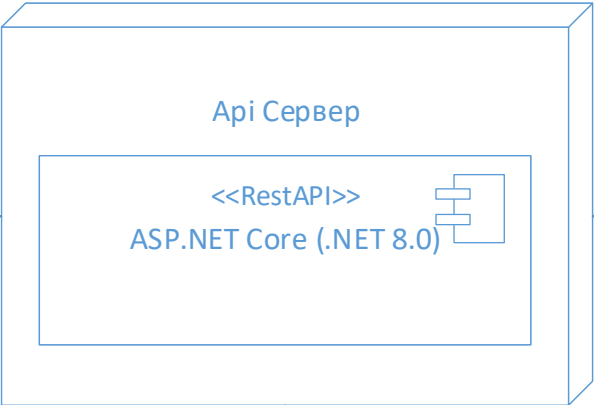 Api Сервер
<<RestAPI>>
ASP.NET Core (.NET 8.0)